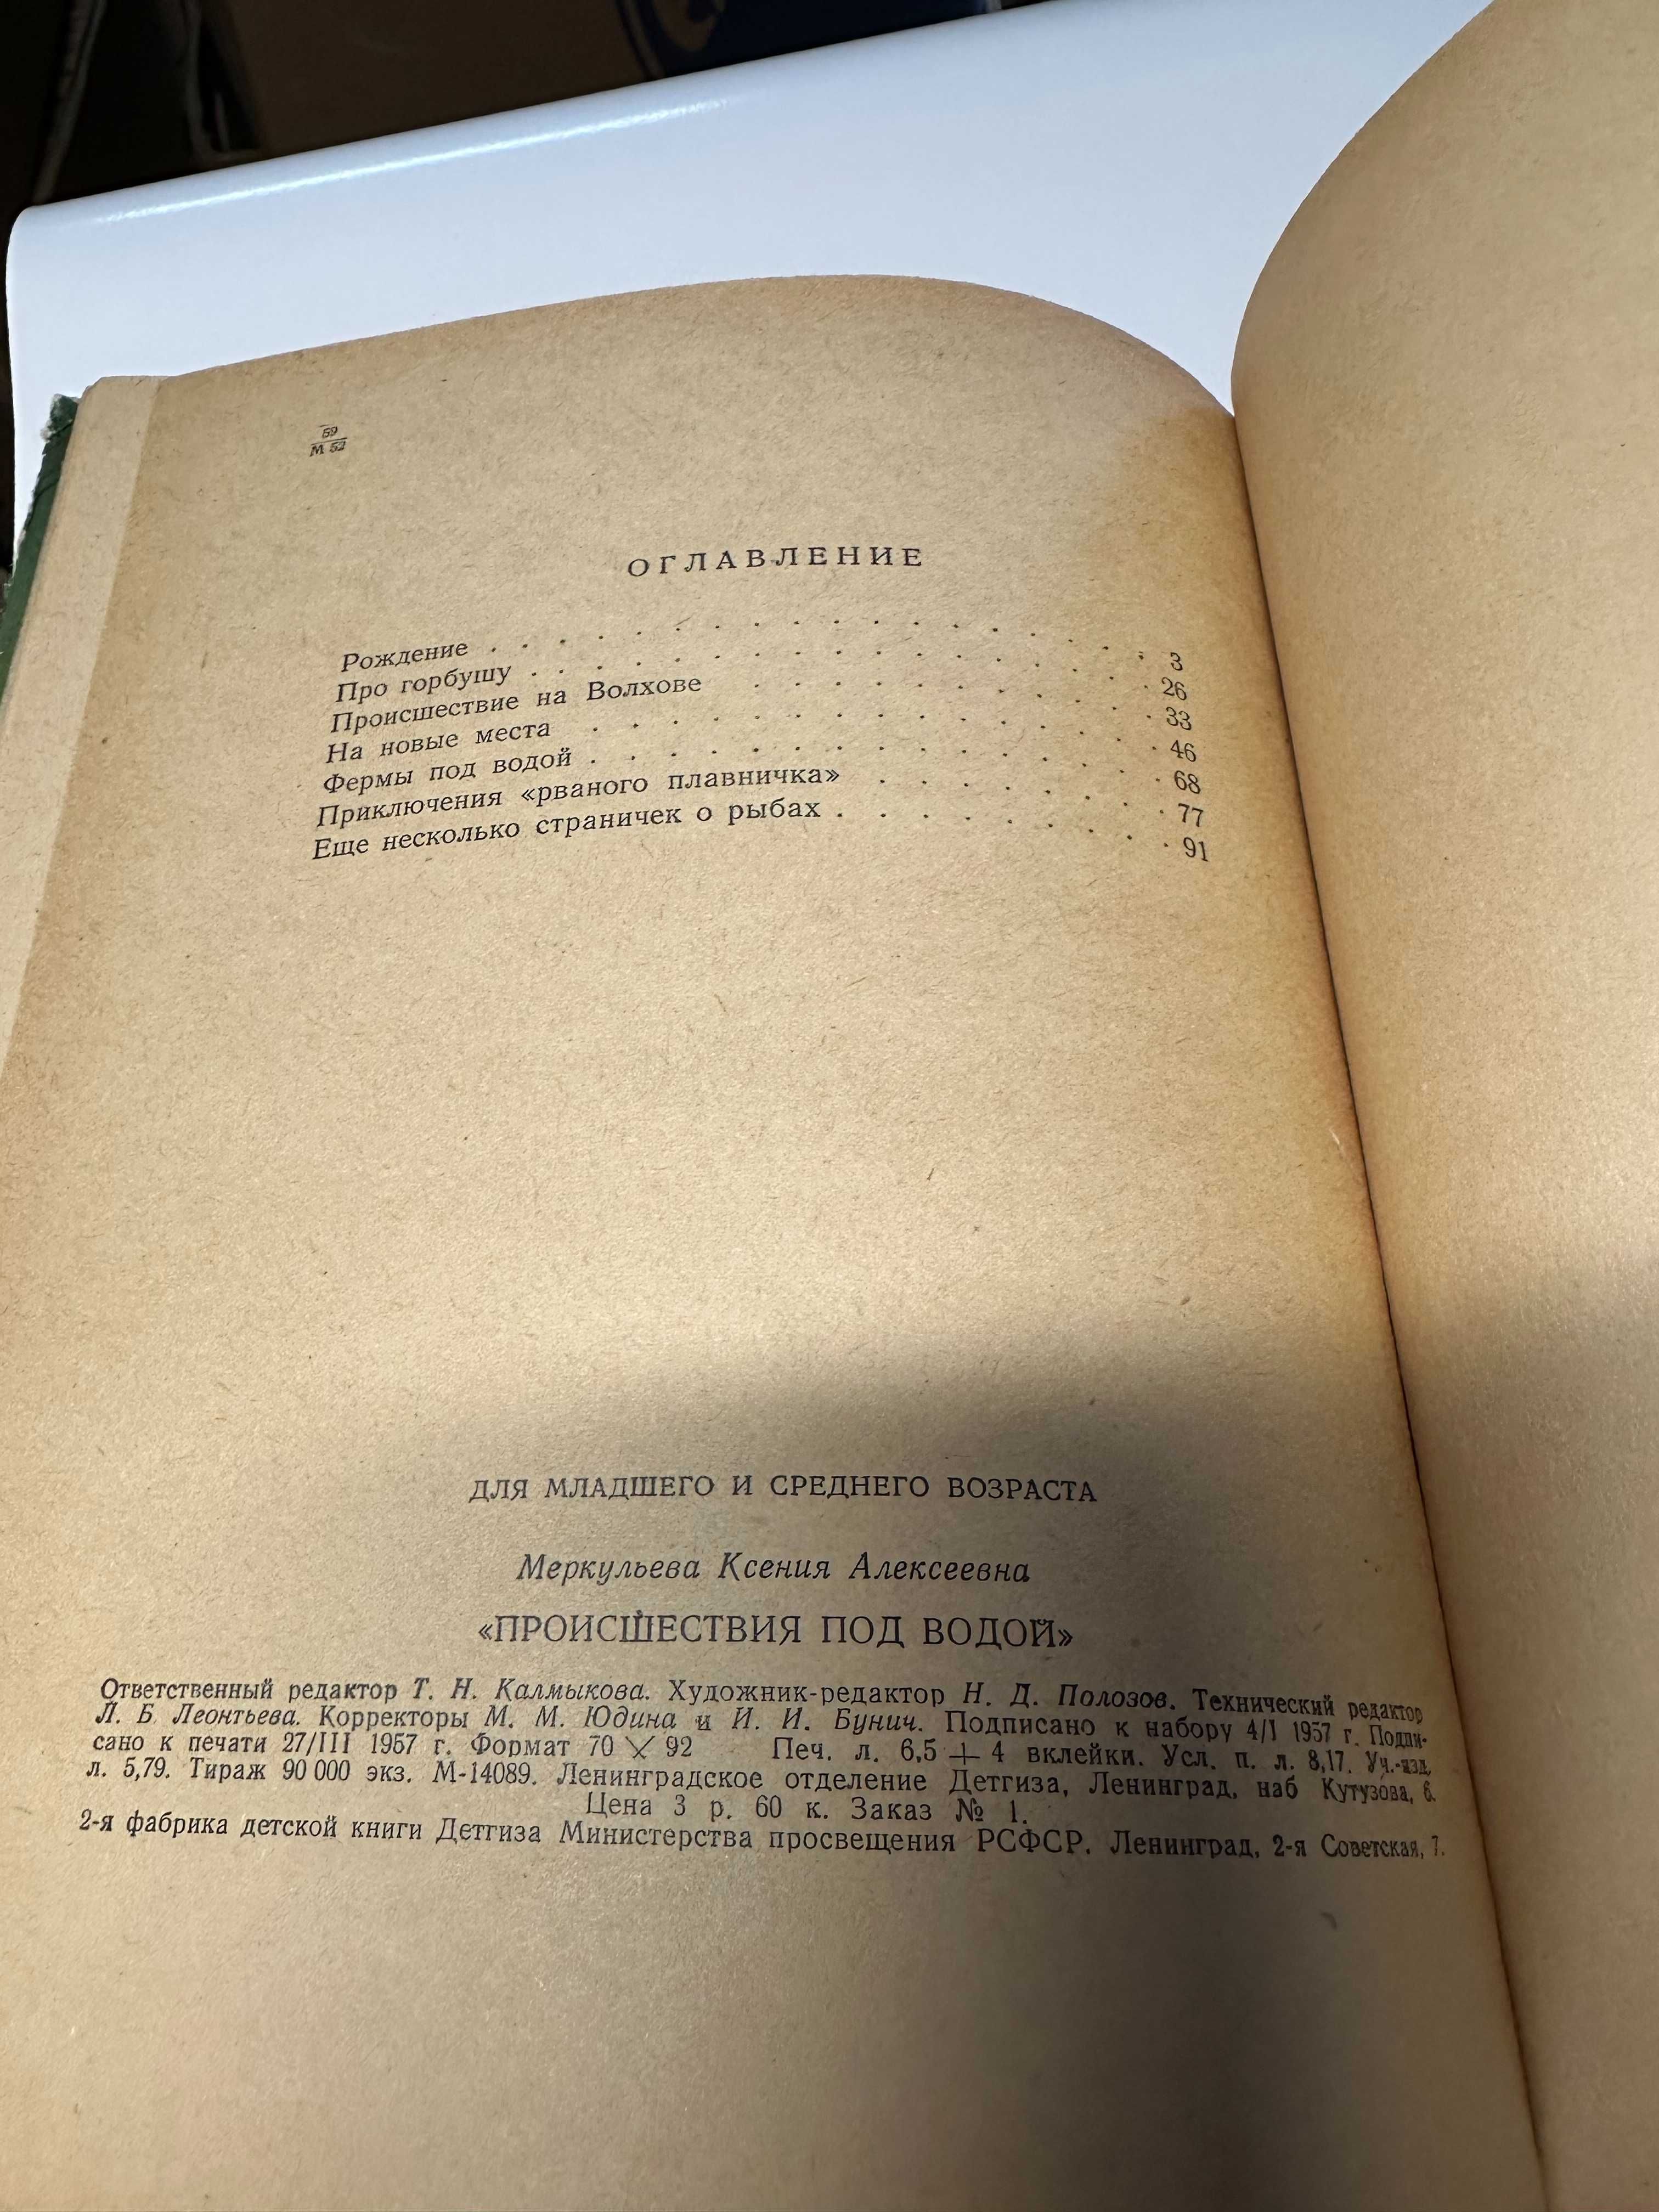 59
М 52
ОГЛАВЛЕНИЕ
Рождение . . . . . . . . . . . . . 3
Про горбушу . . . . . . . . . . . . 26
Происшествие на Волхове . . . . . . . . 33
На новые места . . . . . . . . . . . 46
Фермы под водой . . . . . . . . . . . 68
Приключения «рваного плавничка» . . . . . 77
Еще несколько страничек о рыбах . . . . . . 91
ДЛЯ МЛАДШЕГО И СРЕДНЕГО ВОЗРАСТА
Меркульева Ксения Алексеевна
«ПРОИСШЕСТВИЯ ПОД ВОДОЙ»
Ответственный редактор Т. Н. Калмыкова. Художник-редактор Н. Д. Полозов. Технический редактор
Л. Б. Леонтьева. Корректоры М. М. Юдина и И. И. Бунич. Подписано к набору 4/I 1957 г. Подпи-
сано к печати 27/III 1957 г. Формат 70 × 92 Печ. л. 6,5 + 4 вклейки. Усл. п. л. 8,17. Уч.-изд.
л. 5,79. Тираж 90 000 экз. М-14089. Ленинградское отделение Детгиза, Ленинград, наб Кутузова, 6.
Цена 3 р. 60 к. Заказ № 1.
2-я фабрика детской книги Детгиза Министерства просвещения РСФСР. Ленинград, 2-я Советская, 7.